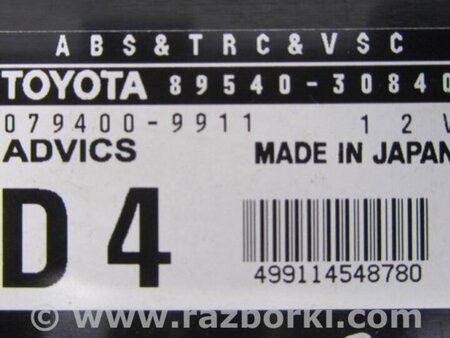 ABS&TRC&VSC
TOYOTA 89540-30840
079400-9911 12V
ADVICS MADE IN JAPAN
D4
499114548780
© www.razborki.com